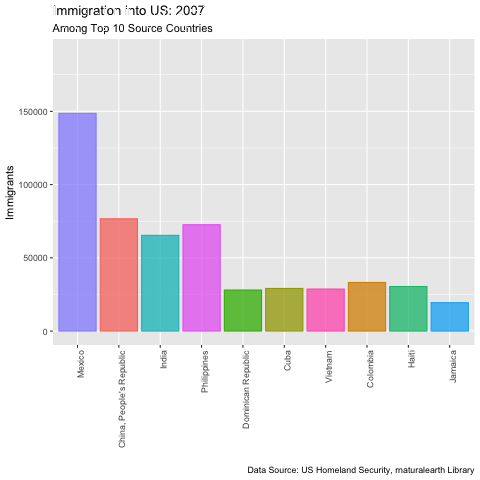 Immigration into US: 2007
Among Top 10 Source Countries
Immigrants
150000
100000
50000
0
Mexico
China, People's Republic
India
Philippines
Dominican Republic
Cuba
Vietnam
Colombia
Haiti
Jamaica
Data Source: US Homeland Security, rnaturalearth Library